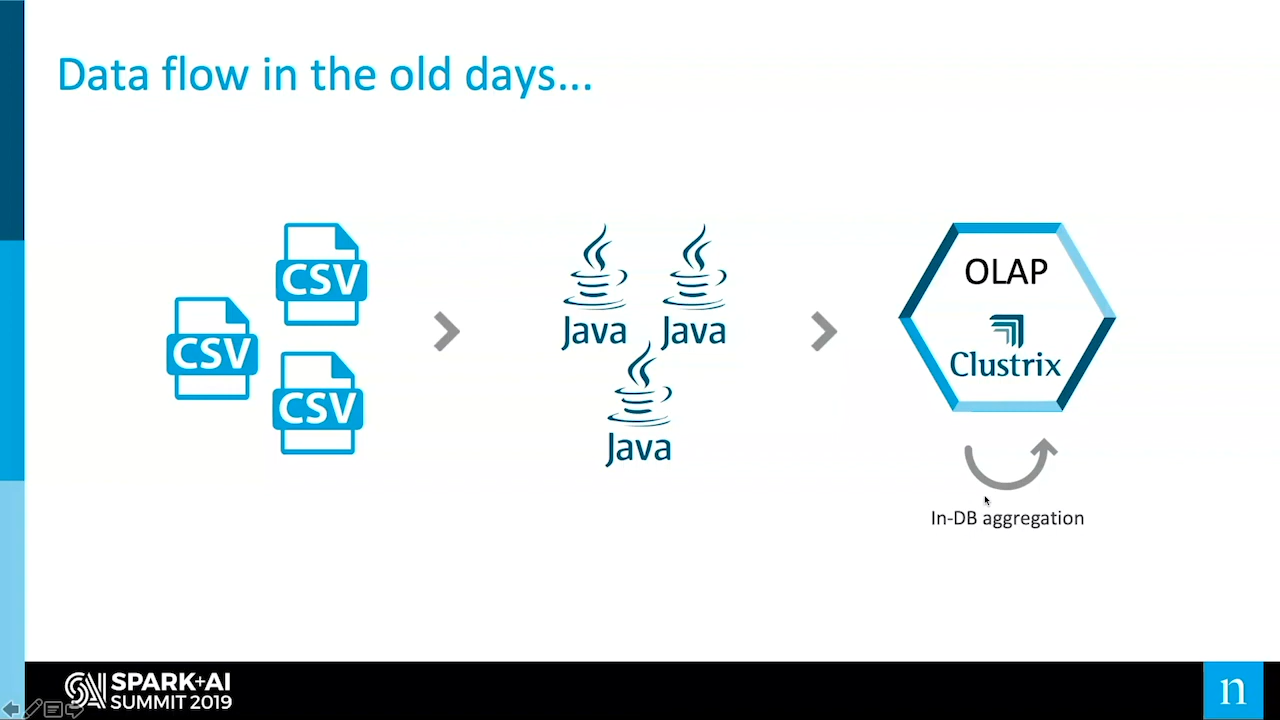 Data flow in the old days...
CSV
CSV
CSV
Java
Java
Java
OLAP
Clustrix
In-DB aggregation
SPARK+AI
SUMMIT 2019
n